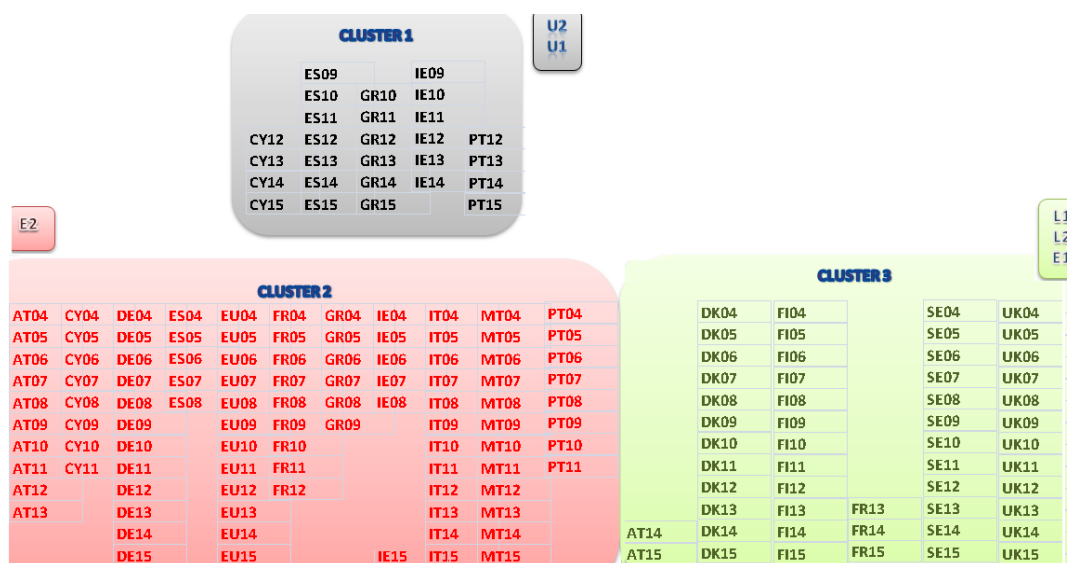 CLUSTER 1
U2
U1
ES09 IE09
ES10 GR10 IE10
ES11 GR11 IE11
CY12 ES12 GR12 IE12 PT12
CY13 ES13 GR13 IE13 PT13
CY14 ES14 GR14 IE14 PT14
CY15 ES15 GR15 PT15
E2
L1
L2
E1
CLUSTER 2
AT04 CY04 DE04 ES04 EU04 FR04 GR04 IE04 IT04 MT04 PT04
AT05 CY05 DE05 ES05 EU05 FR05 GR05 IE05 IT05 MT05 PT05
AT06 CY06 DE06 ES06 EU06 FR06 GR06 IE06 IT06 MT06 PT06
AT07 CY07 DE07 ES07 EU07 FR07 GR07 IE07 IT07 MT07 PT07
AT08 CY08 DE08 ES08 EU08 FR08 GR08 IE08 IT08 MT08 PT08
AT09 CY09 DE09 EU09 FR09 GR09 IT09 MT09 PT09
AT10 CY10 DE10 EU10 FR10 IT10 MT10 PT10
AT11 CY11 DE11 EU11 FR11 IT11 MT11 PT11
AT12 DE12 EU12 FR12 IT12 MT12
AT13 DE13 EU13 IT13 MT13
DE14 EU14 IT14 MT14
DE15 EU15 IE15 IT15 MT15
CLUSTER 3
DK04 FI04 SE04 UK04
DK05 FI05 SE05 UK05
DK06 FI06 SE06 UK06
DK07 FI07 SE07 UK07
DK08 FI08 SE08 UK08
DK09 FI09 SE09 UK09
DK10 FI10 SE10 UK10
DK11 FI11 SE11 UK11
DK12 FI12 SE12 UK12
DK13 FI13 FR13 SE13 UK13
AT14 DK14 FI14 FR14 SE14 UK14
AT15 DK15 FI15 FR15 SE15 UK15